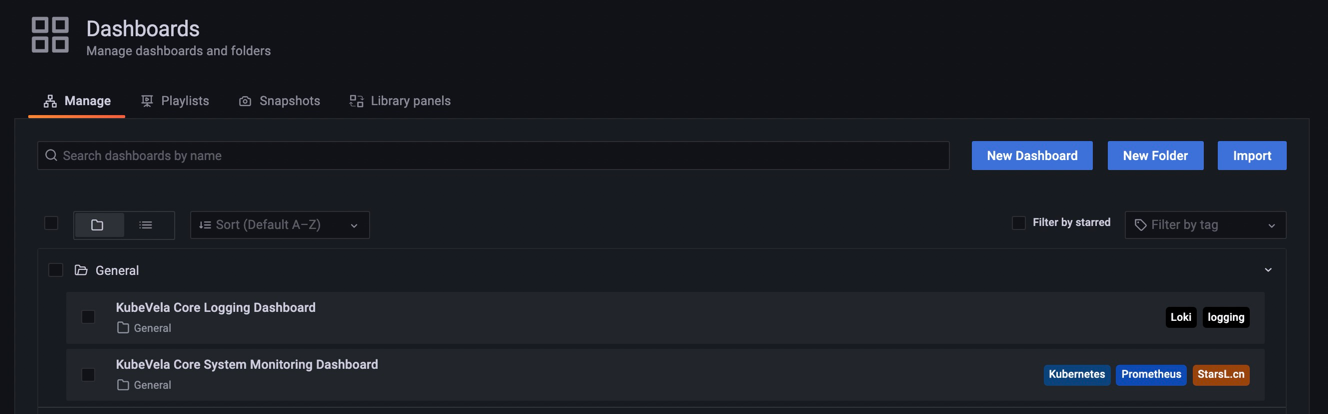 Dashboards
Manage dashboards and folders
Manage Playlists Snapshots Library panels
Search dashboards by name New Dashboard New Folder Import
Sort (Default A–Z) Filter by starred Filter by tag
General
KubeVela Core Logging Dashboard
General Loki logging
KubeVela Core System Monitoring Dashboard
General Kubernetes Prometheus StarsL.cn